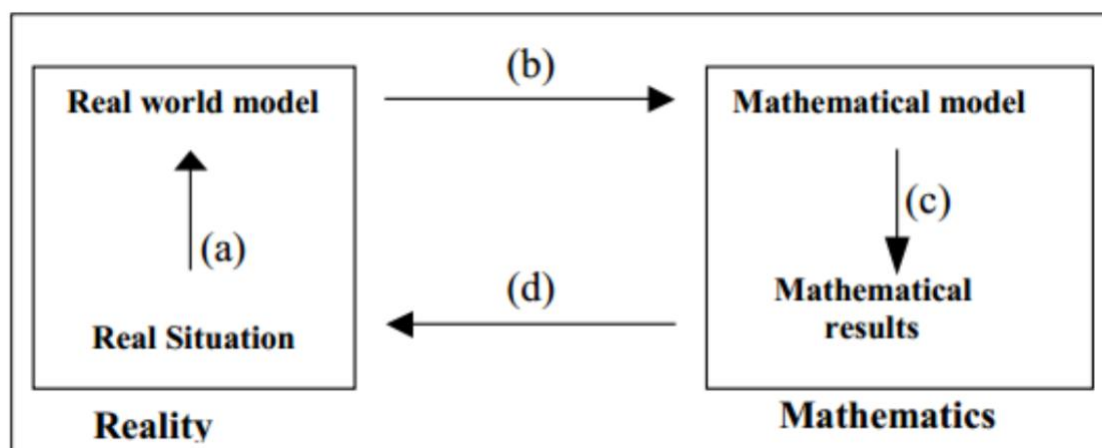 (b)
Real world model
Mathematical model
(a)
(c)
(d)
Mathematical
results
Real Situation
Reality
Mathematics